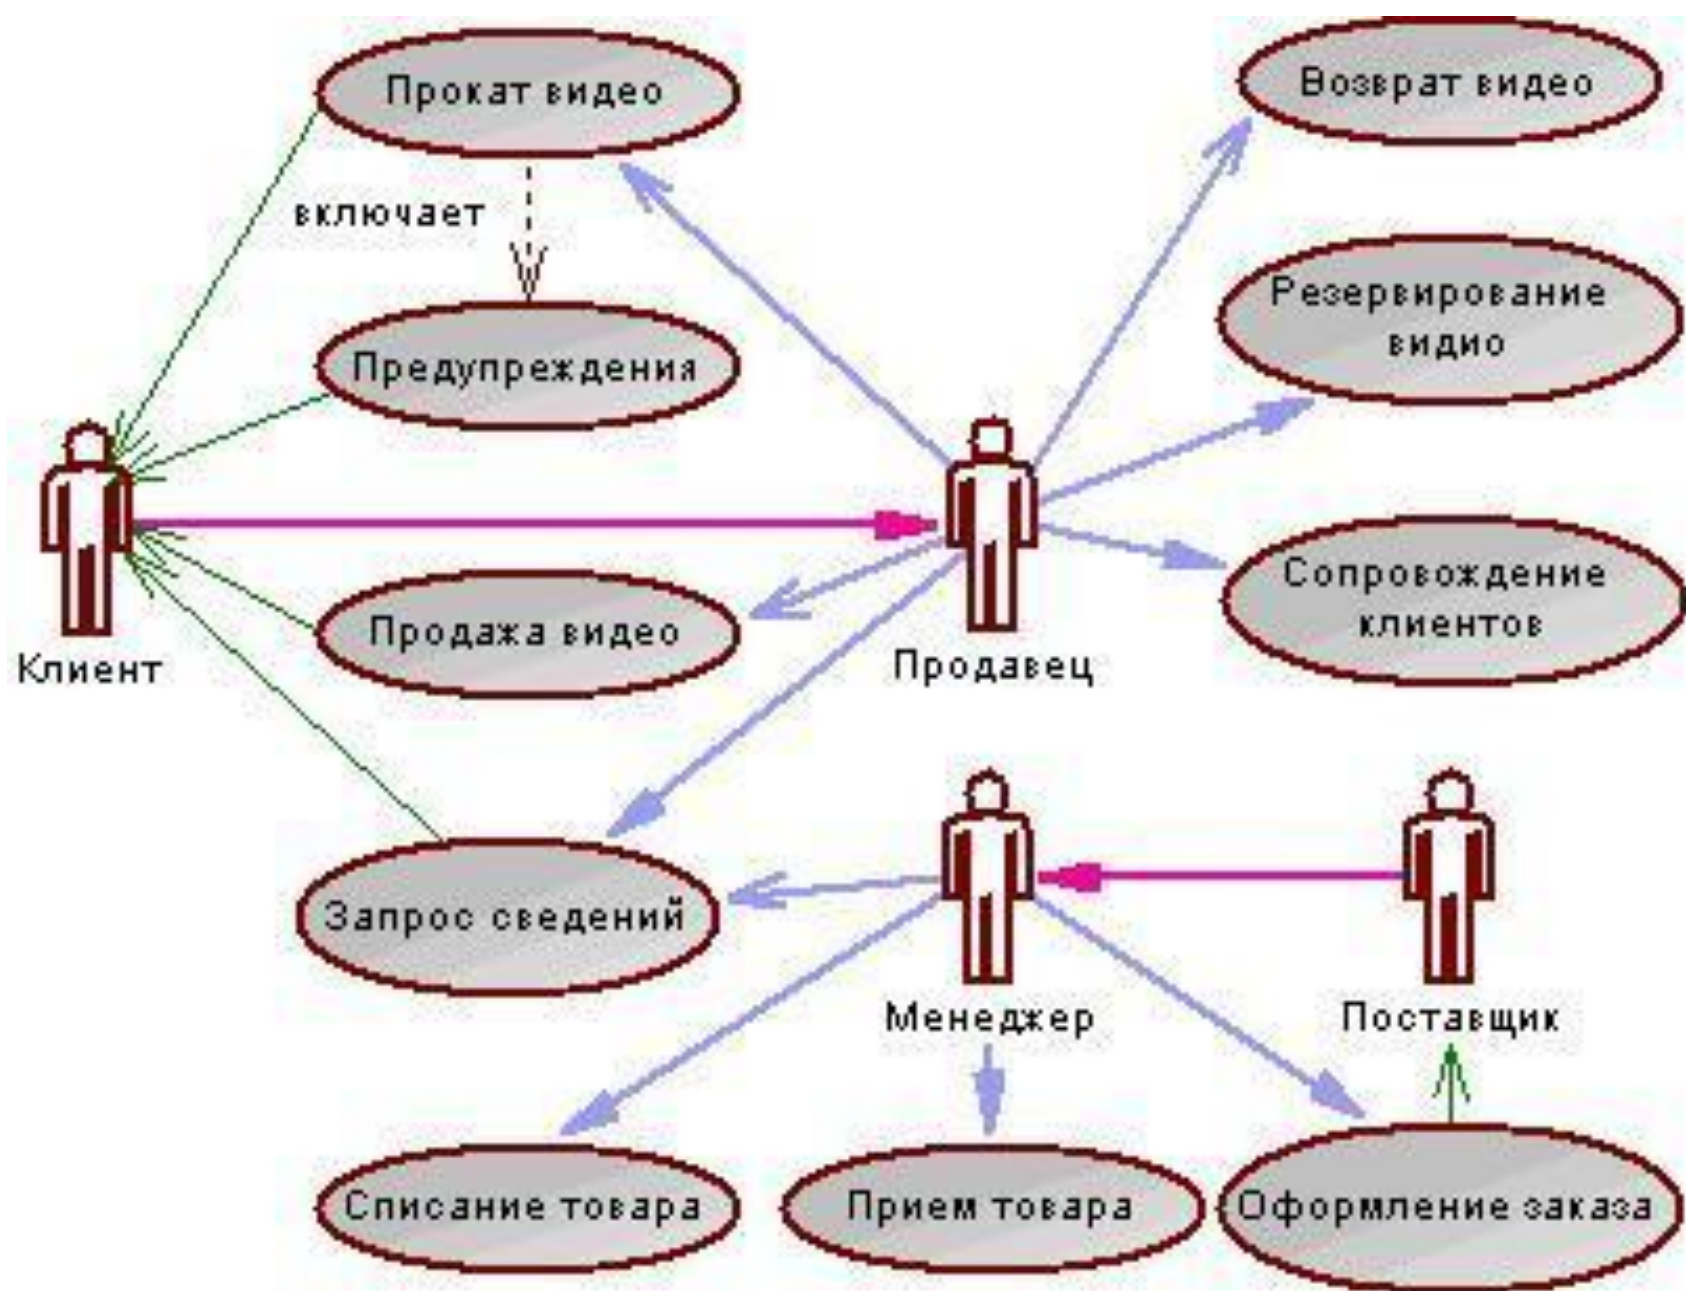 Прокат видео
Возврат видео
включает
Резервирование
видио
Предупреждения
Сопровождение
клиентов
Продажа видео
Клиент
Продавец
Запрос сведений
Менеджер
Поставщик
Списание товара
Прием товара
Оформление заказа